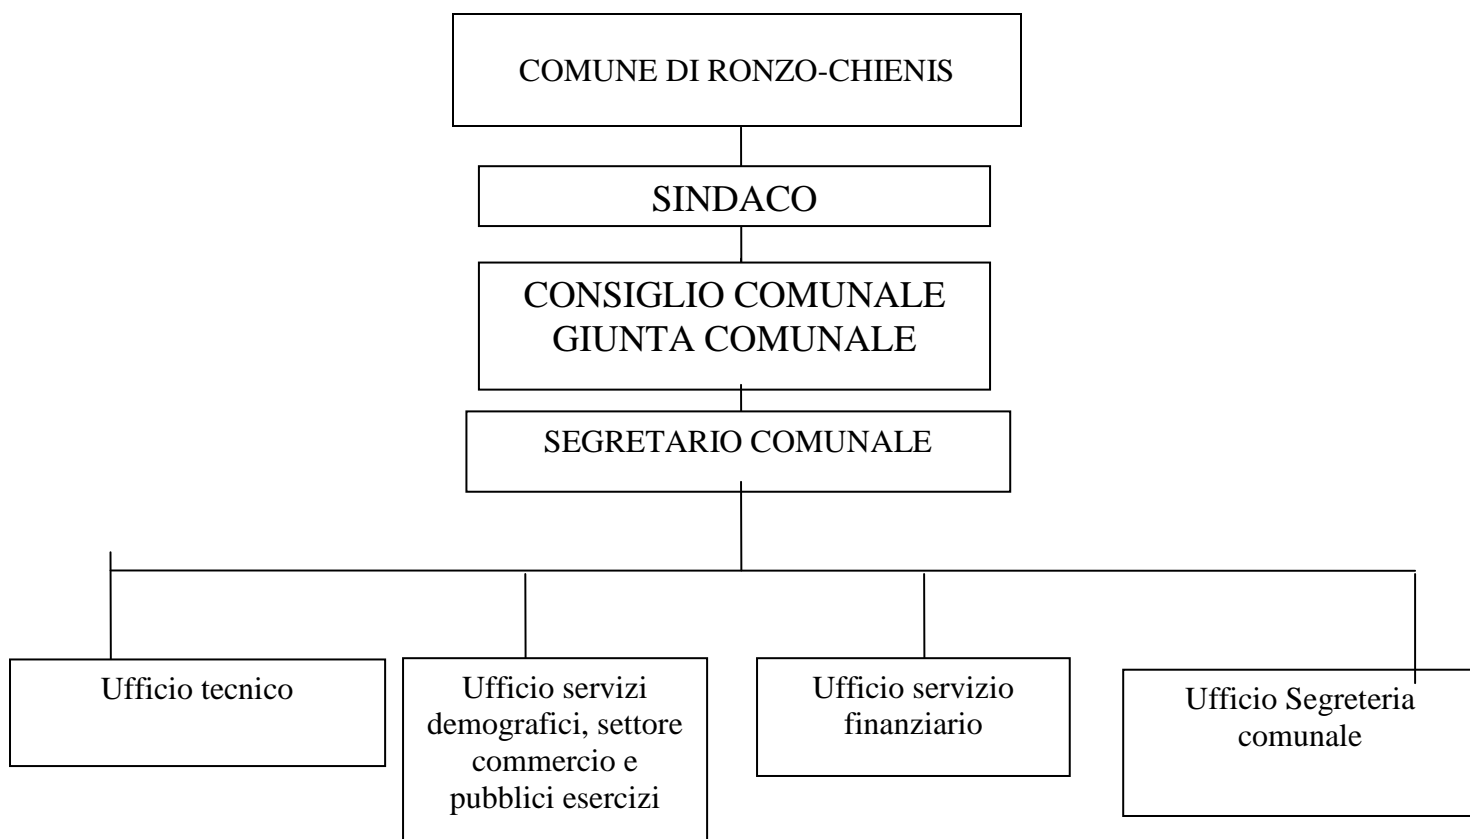 COMUNE DI RONZO-CHIENIS
SINDACO
CONSIGLIO COMUNALE
GIUNTA COMUNALE
SEGRETARIO COMUNALE
Ufficio tecnico
Ufficio servizi
demografici, settore
commercio e
pubblici esercizi
Ufficio servizio
finanziario
Ufficio Segreteria
comunale